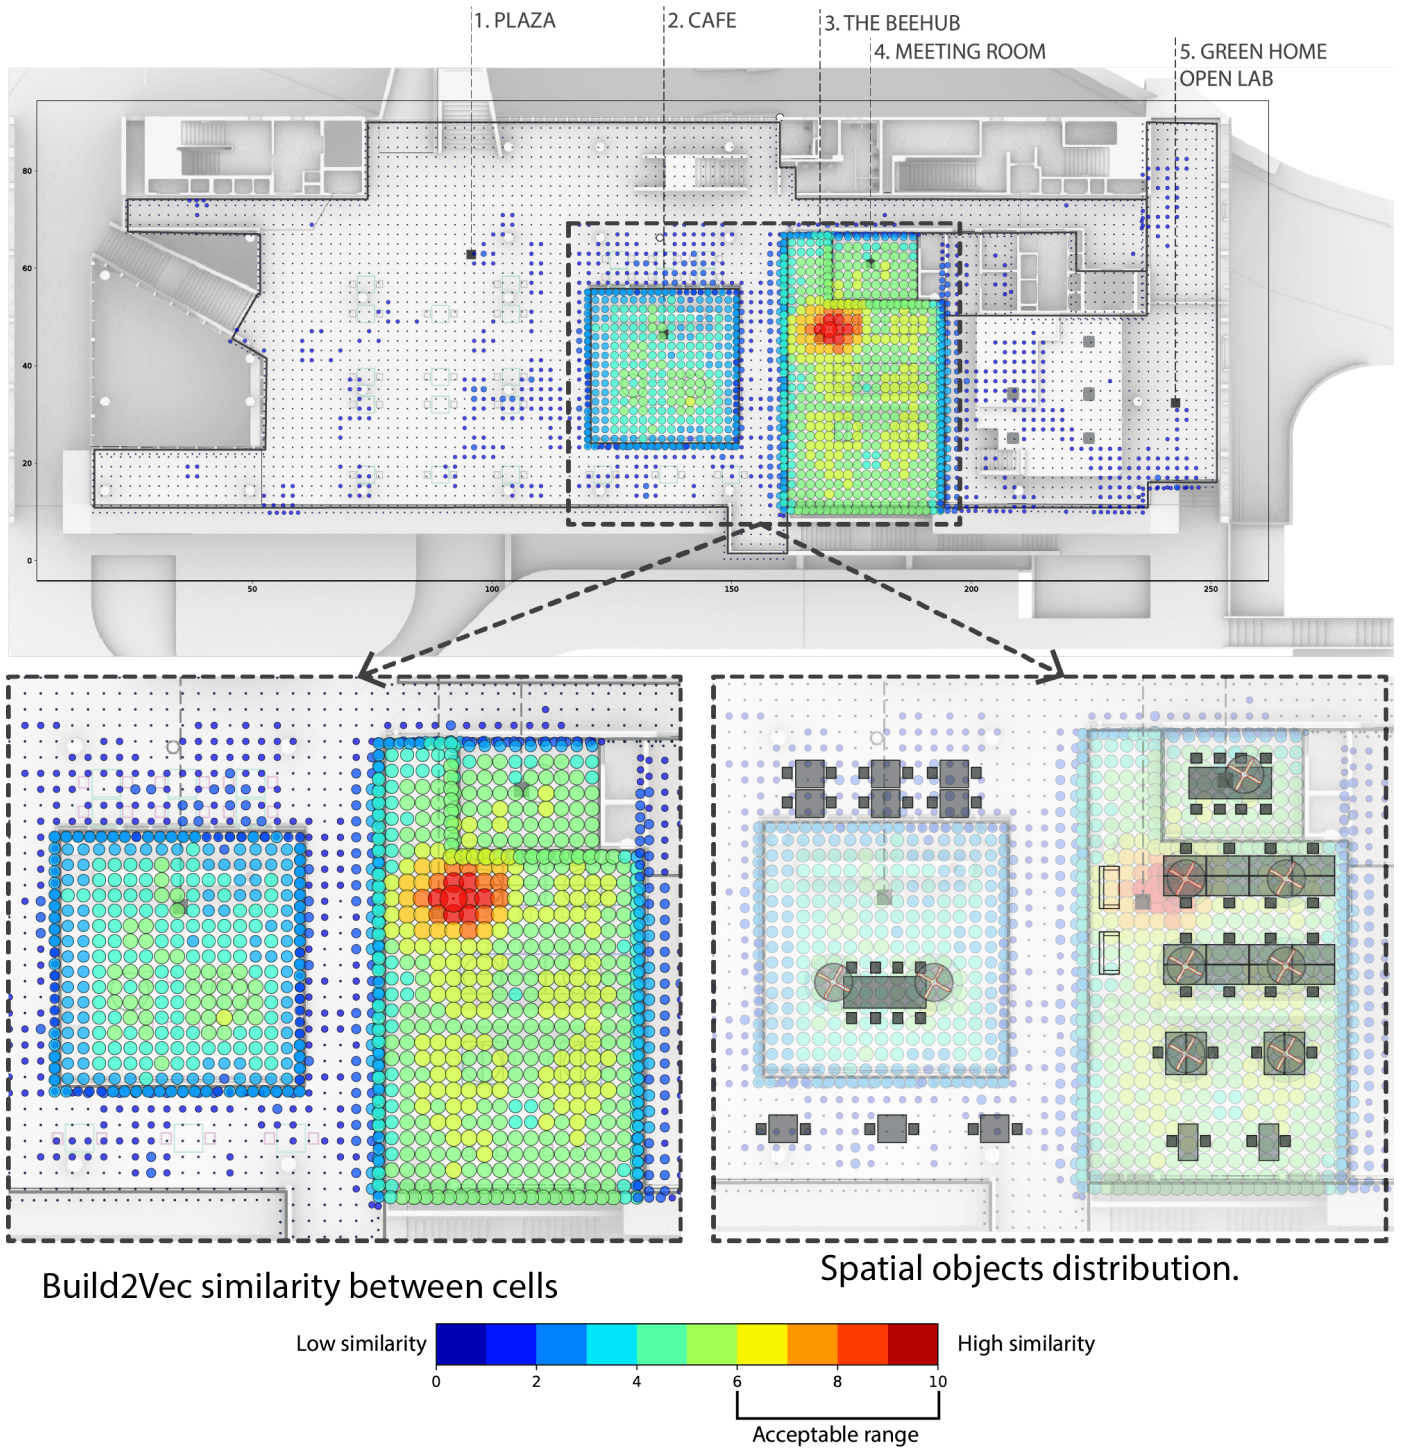 1. PLAZA
2. CAFE
3. THE BEEHUB
4. MEETING ROOM
5. GREEN HOME
OPEN LAB
80
60
40
20
0
50
100
150
200
250
Build2Vec similarity between cells
Spatial objects distribution.
Low similarity
High similarity
0
2
4
6
8
10
Acceptable range